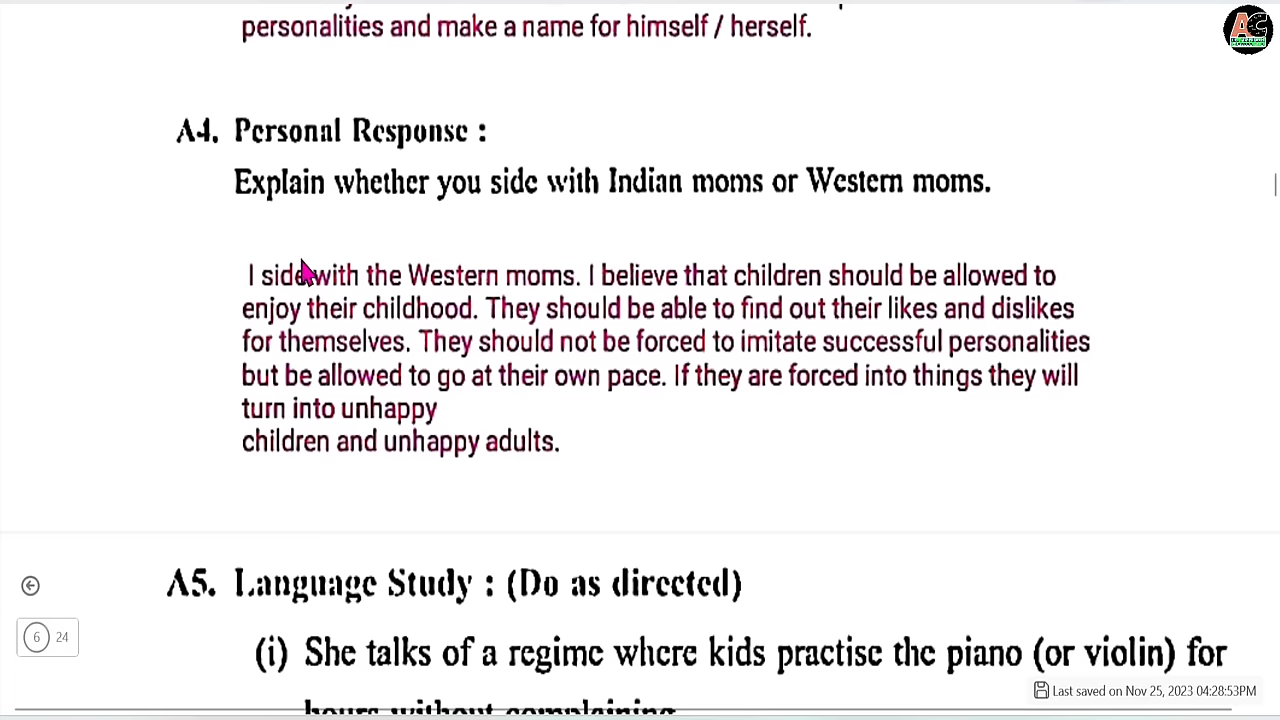 personalities and make a name for himself / herself.
AC
A4. Personal Response :
Explain whether you side with Indian moms or Western moms.
I side with the Western moms. I believe that children should be allowed to
enjoy their childhood. They should be able to find out their likes and dislikes
for themselves. They should not be forced to imitate successful personalities
but be allowed to go at their own pace. If they are forced into things they will
turn into unhappy
children and unhappy adults.
A5. Language Study : (Do as directed)
(i) She talks of a regime where kids practise the piano (or violin) for
hours without complaining.
6 24
Last saved on Nov 25, 2023 04:28:53PM